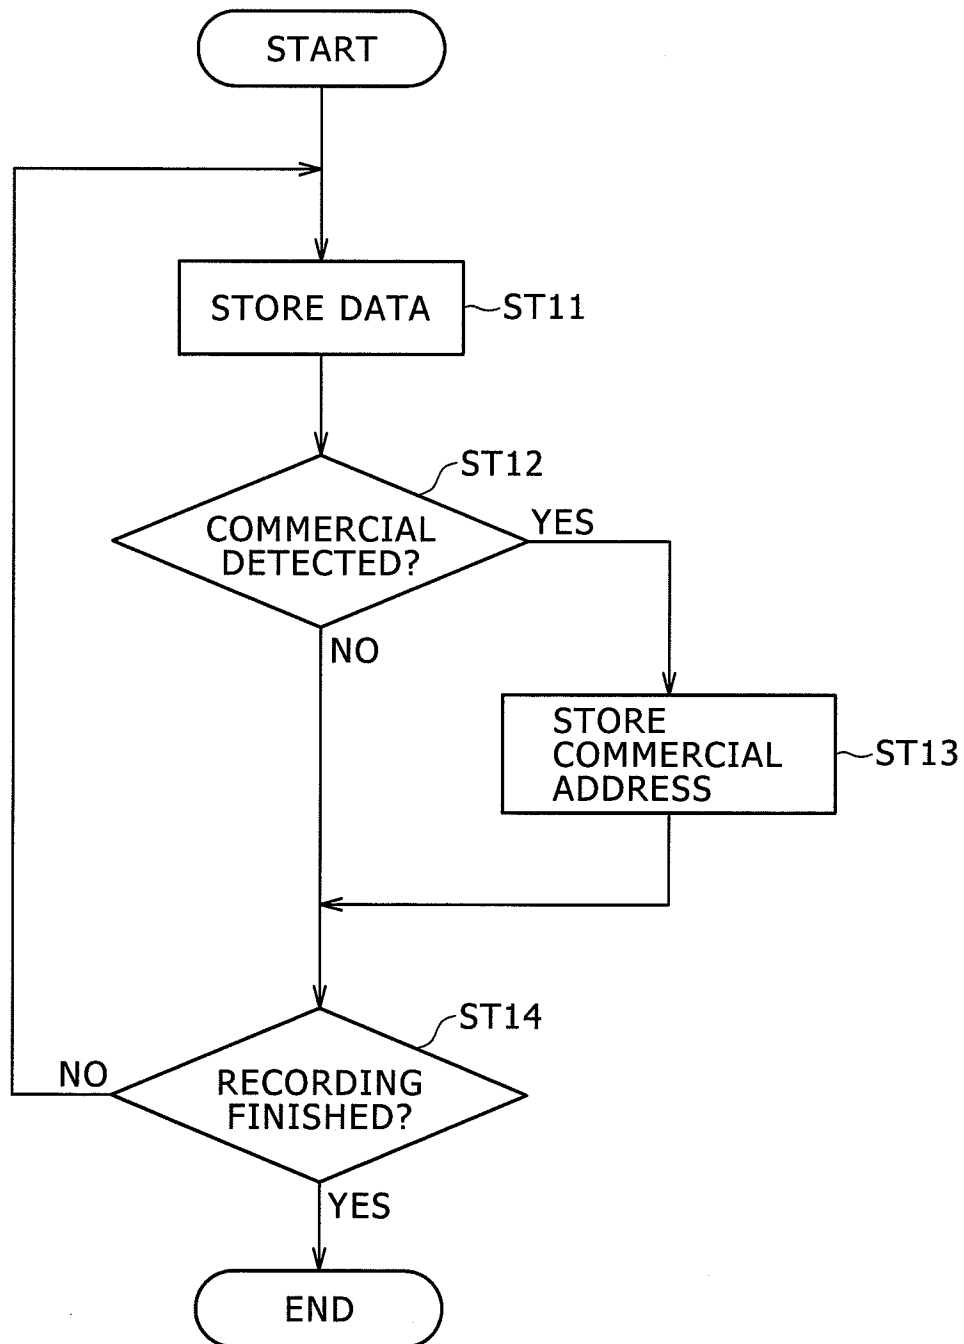 START
STORE DATA
ST11
ST12
COMMERCIAL
DETECTED?
YES
NO
STORE
COMMERCIAL
ADDRESS
ST13
ST14
NO
RECORDING
FINISHED?
YES
END